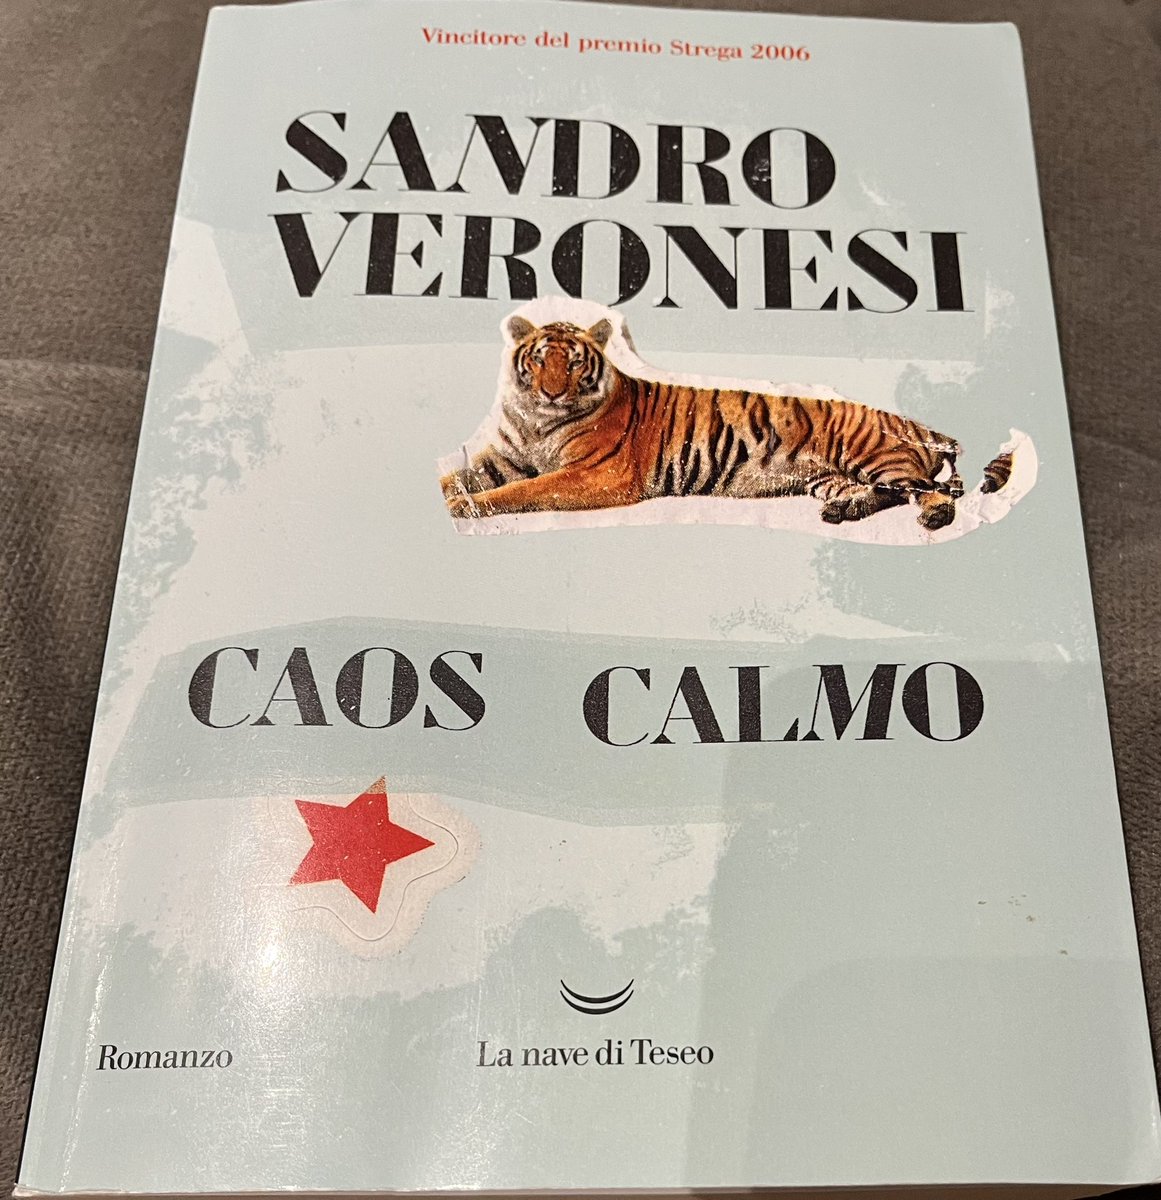 Vincitore del premio Strega 2006
SANDRO
VERONESI
CAOS CALMO
Romanzo
La nave di Teseo